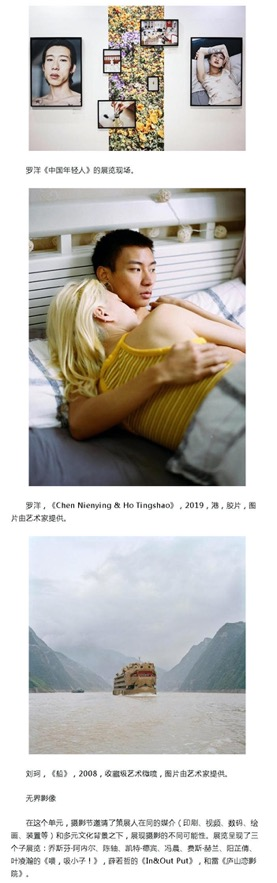 罗洋《中国年轻人》的展览现场。
罗洋，《Chen Nienying & Ho Tingshao》，2019，港，胶片，图
片由艺术家提供。
刘珂，《船》，2008，收藏级艺术微喷，图片由艺术家提供。
无界影像
在这个单元，摄影节邀请了策展人在同的媒介（印刷、视频、数码、绘
画、装置等）和多元文化背景之下，展现摄影的不同可能性。展览呈现了三
个子展览：乔斯芬·阿内尔、陈铀、凯特·德宾、冯晨、费斯·赫兰、阳芷倩、
叶凌瀚的《喂，吸小子！》，薛若哲的《In&Out Put》，和雷《庐山恋影
院》。